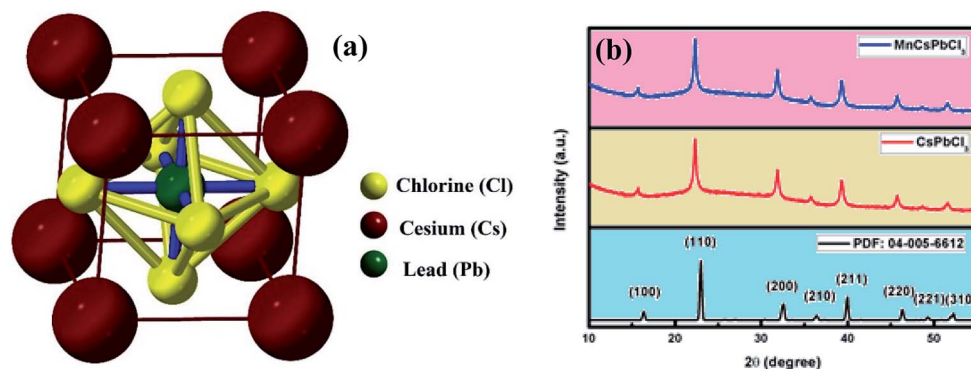 (a)
Chlorine (Cl)
Cesium (Cs)
Lead (Pb)
(b)
MnCsPbCl3
CsPbCl3
PDF: 04-005-6612
(100)
(110)
(200)
(210)
(211)
(220)
(221)
(310)
Intensity (a.u.)
10 20 30 40 50
2θ (degree)